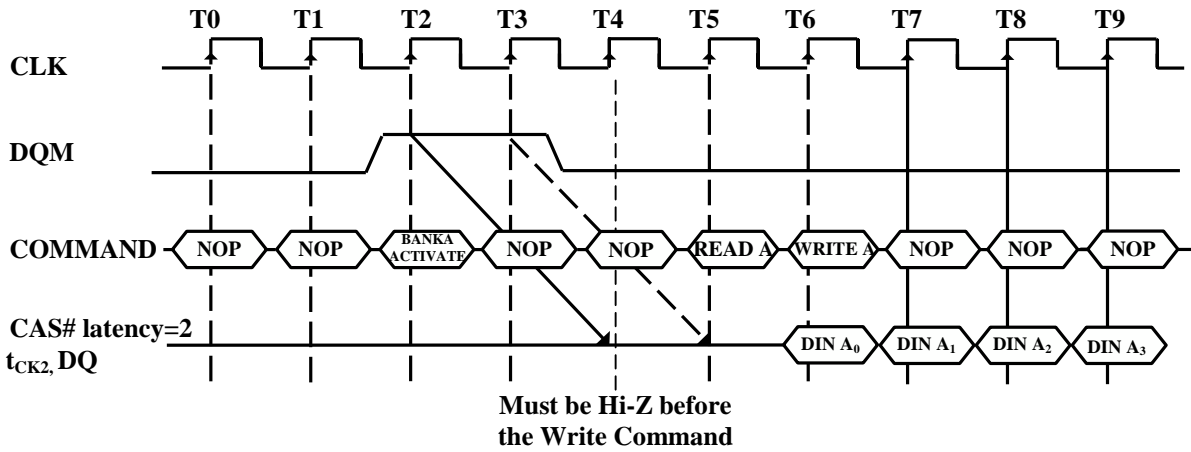 T0 T1 T2 T3 T4 T5 T6 T7 T8 T9
CLK
DQM
COMMAND NOP NOP BANKA ACTIVATE NOP NOP READ A WRITE A NOP NOP NOP
CAS# latency=2
tCK2, DQ DIN A0 DIN A1 DIN A2 DIN A3
Must be Hi-Z before
the Write Command